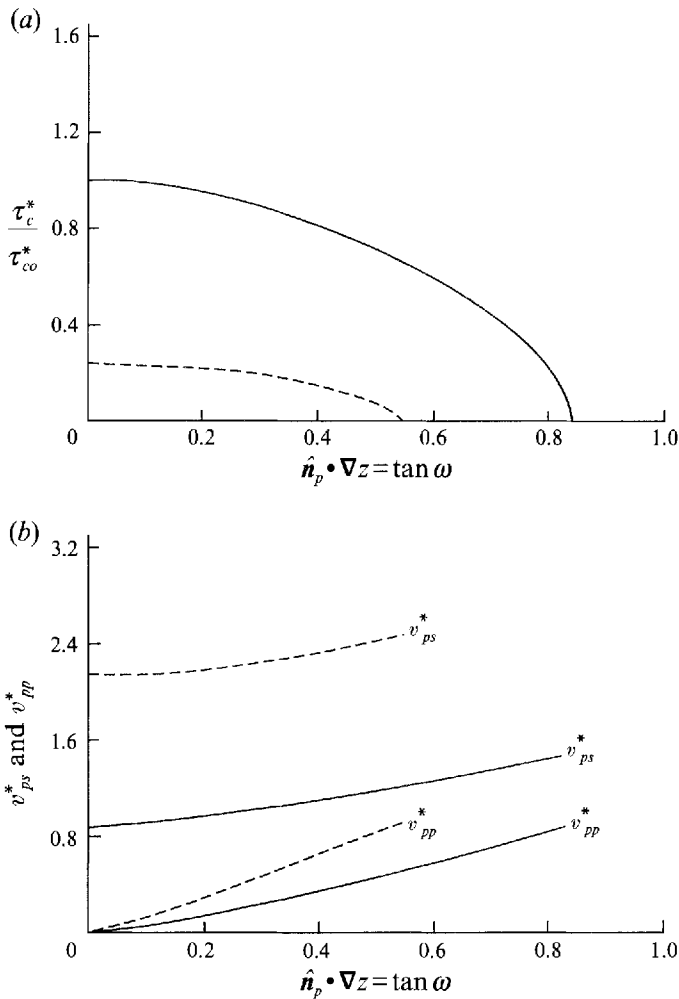 (a)
1.6
1.2
τ*c / τ*co
0.8
0.4
0
0.2
0.4
0.6
0.8
1.0
n̂p • ∇z = tan ω
(b)
3.2
2.4
1.6
0.8
0
v*ps and v*pp
v*ps
v*ps
v*pp
v*pp
0.2
0.4
0.6
0.8
1.0
n̂p • ∇z = tan ω